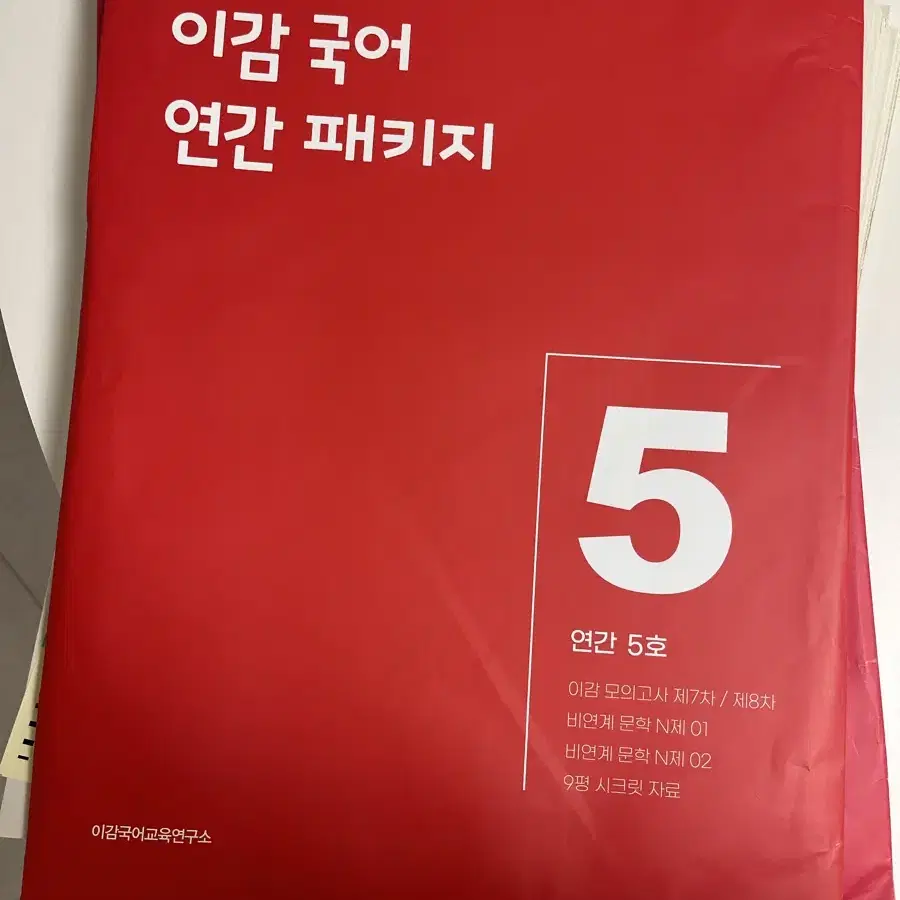 이감 국어
연간 패키지
5
연간 5호
이감 모의고사 제7차 / 제8차
비연계 문학 N제 01
비연계 문학 N제 02
9평 시크릿 자료
이감국어교육연구소